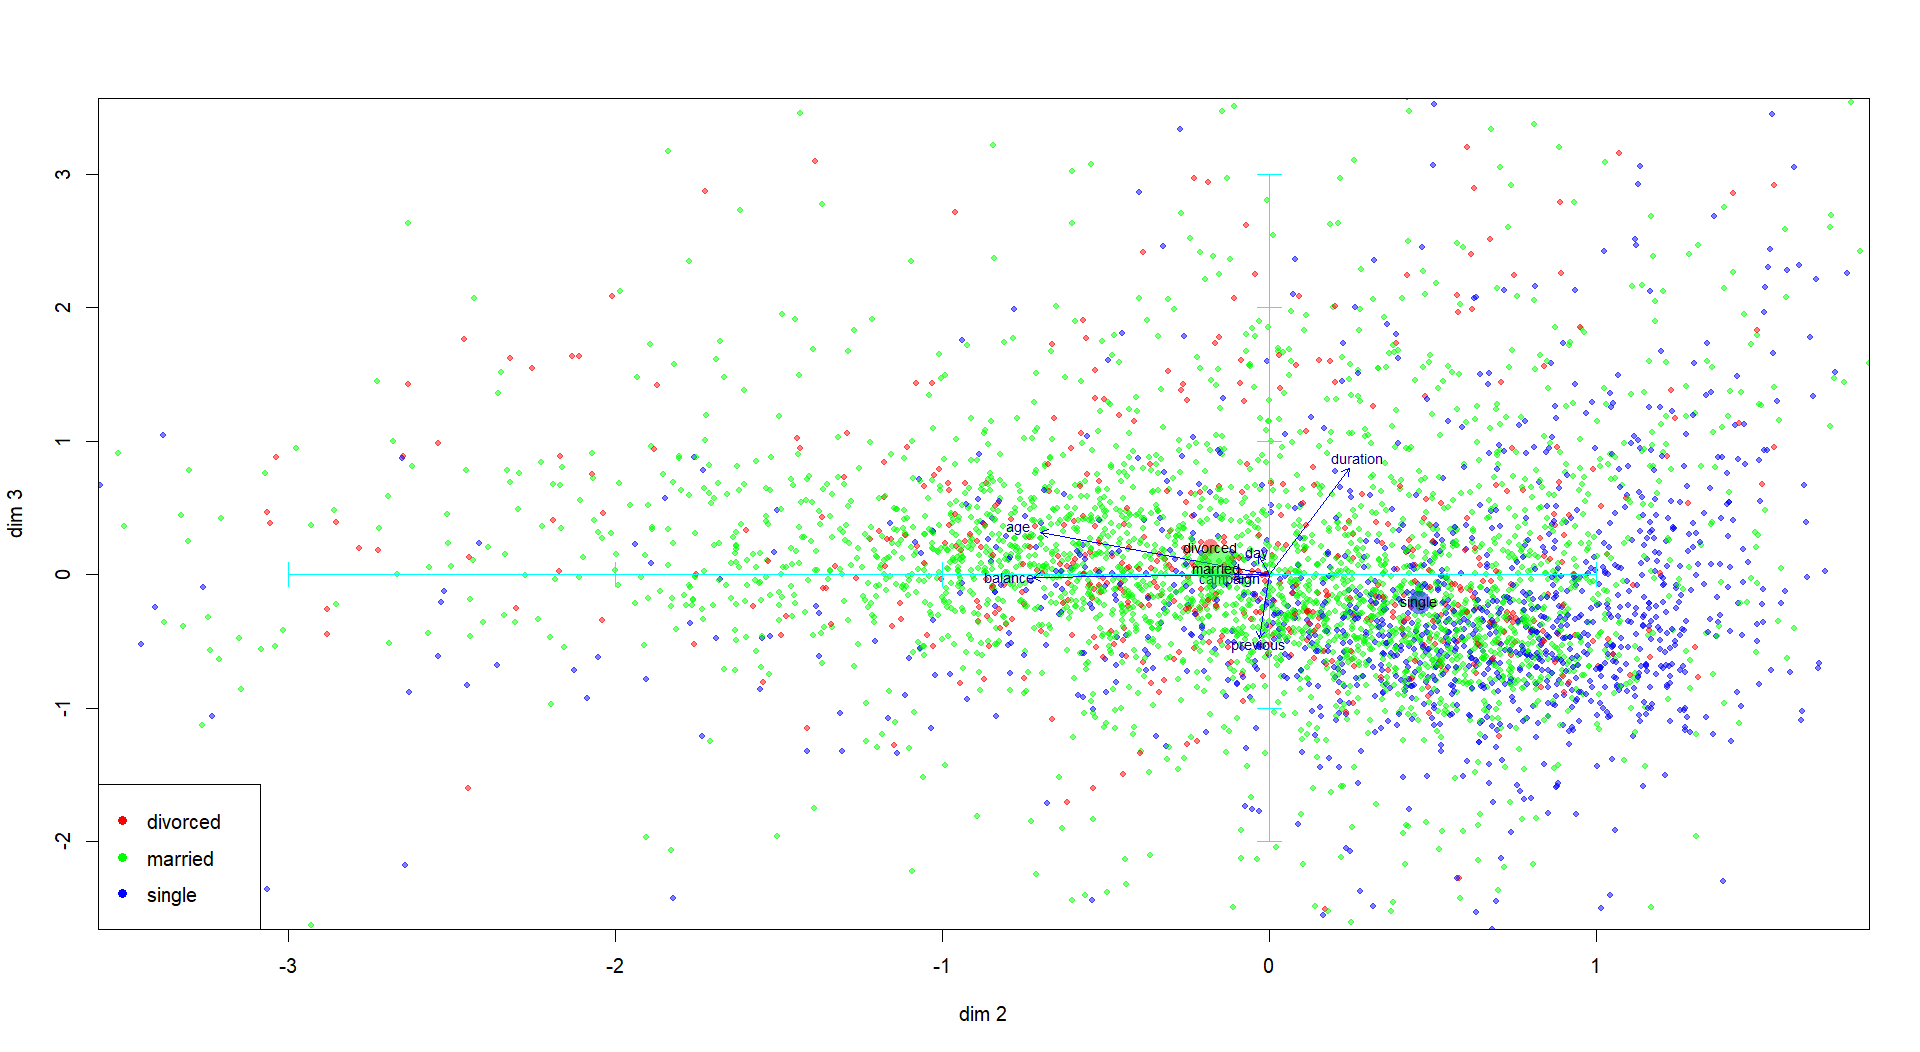 3
2
1
0
-1
-2
dim 3
duration
age
divorced
day
married
balance
campaign
single
previous
divorced
married
single
-3
-2
-1
0
1
dim 2